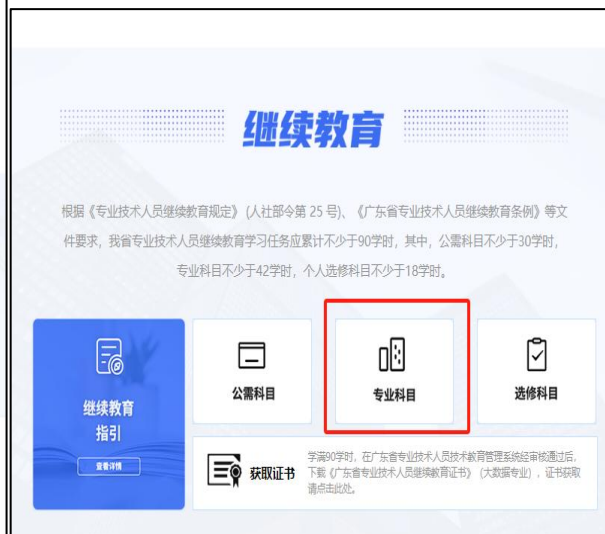 继续教育
根据《专业技术人员继续教育规定》(人社部令第 25 号)、《广东省专业技术人员继续教育条例》等文
件要求，我省专业技术人员继续教育学习任务应累计不少于90学时，其中，公需科目不少于30学时，
专业科目不少于42学时，个人选修科目不少于18学时。
继续教育
指引
查看详情
公需科目
专业科目
选修科目
获取证书
学满90学时，在广东省专业技术人员技术教育管理系统经审核通过后，
下载《广东省专业技术人员继续教育证书》（大数据专业），证书获取
请点击此处。